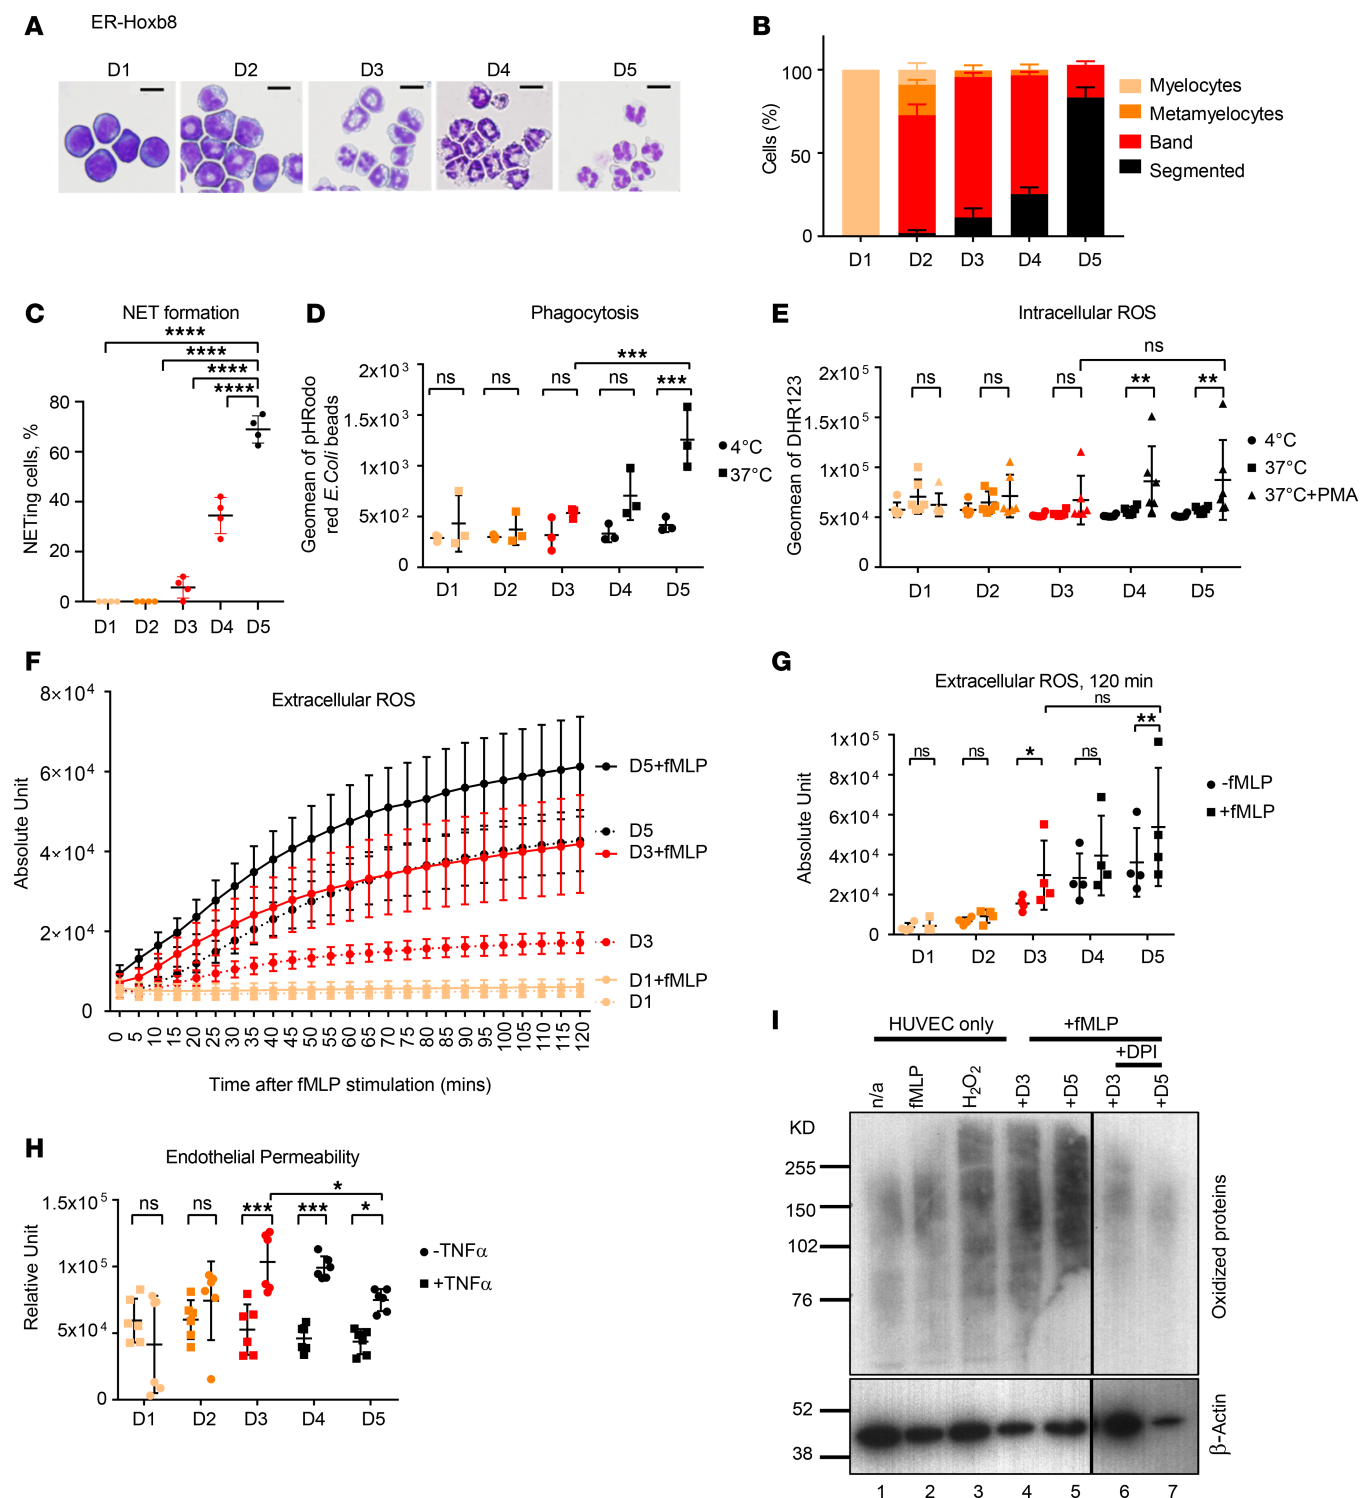 A
ER-Hoxb8
D1
D2
D3
D4
D5
B
100
50
0
Cells (%)
D1
D2
D3
D4
D5
Myelocytes
Metamyelocytes
Band
Segmented
C
NET formation
****
****
****
****
80
60
40
20
0
NETing cells, %
D1
D2
D3
D4
D5
D
Phagocytosis
***
ns
ns
ns
ns
***
2x10³
1.5x10³
1x10³
5x10²
0
Geomean of pHRodo
red E.Coli beads
D1
D2
D3
D4
D5
4°C
37°C
E
Intracellular ROS
ns
ns
ns
ns
**
**
2x10⁵
1.5x10⁵
1x10⁵
5x10⁴
0
Geomean of DHR123
D1
D2
D3
D4
D5
4°C
37°C
37°C+PMA
F
Extracellular ROS
8×10⁴
6×10⁴
4×10⁴
2×10⁴
0
Absolute Unit
D5+fMLP
D5
D3+fMLP
D3
D1+fMLP
D1
0 5 10 15 20 25 30 35 40 45 50 55 60 65 70 75 80 85 90 95 100 105 110 115 120
Time after fMLP stimulation (mins)
G
Extracellular ROS, 120 min
ns
ns
ns
*
ns
**
1x10⁵
8x10⁴
6x10⁴
4x10⁴
2x10⁴
0
Absolute Unit
D1
D2
D3
D4
D5
-fMLP
+fMLP
H
Endothelial Permeability
*
ns
ns
***
***
*
1.5x10⁵
1x10⁵
5x10⁴
0
Relative Unit
D1
D2
D3
D4
D5
-TNFα
+TNFα
I
HUVEC only
+fMLP
+DPI
n/a
fMLP
H₂O₂
+D3
+D5
+D3
+D5
KD
255
150
102
76
Oxidized proteins
52
38
β-Actin
1 2 3 4 5 6 7